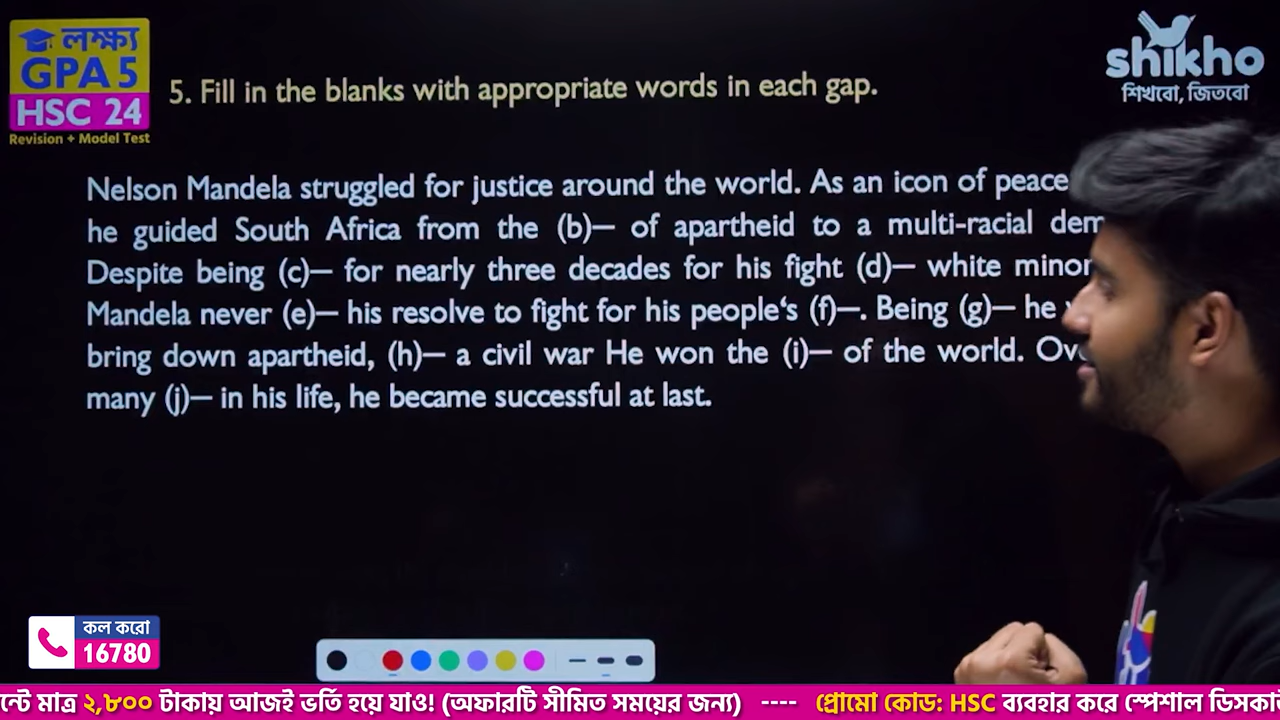 লক্ষ্য
GPA 5
HSC 24
Revision + Model Test
shikho
শিখবো, জিতবো
5. Fill in the blanks with appropriate words in each gap.
Nelson Mandela struggled for justice around the world. As an icon of peace
he guided South Africa from the (b)— of apartheid to a multi-racial dem
Despite being (c)— for nearly three decades for his fight (d)— white minor
Mandela never (e)— his resolve to fight for his people‘s (f)—. Being (g)— he
bring down apartheid, (h)— a civil war He won the (i)— of the world. Ov
many (j)— in his life, he became successful at last.
কল করো
16780
ন্টে মাত্র ২,৮০০ টাকায় আজই ভর্তি হয়ে যাও! (অফারটি সীমিত সময়ের জন্য) ---- প্রোমো কোড: HSC ব্যবহার করে স্পেশাল ডিসকা